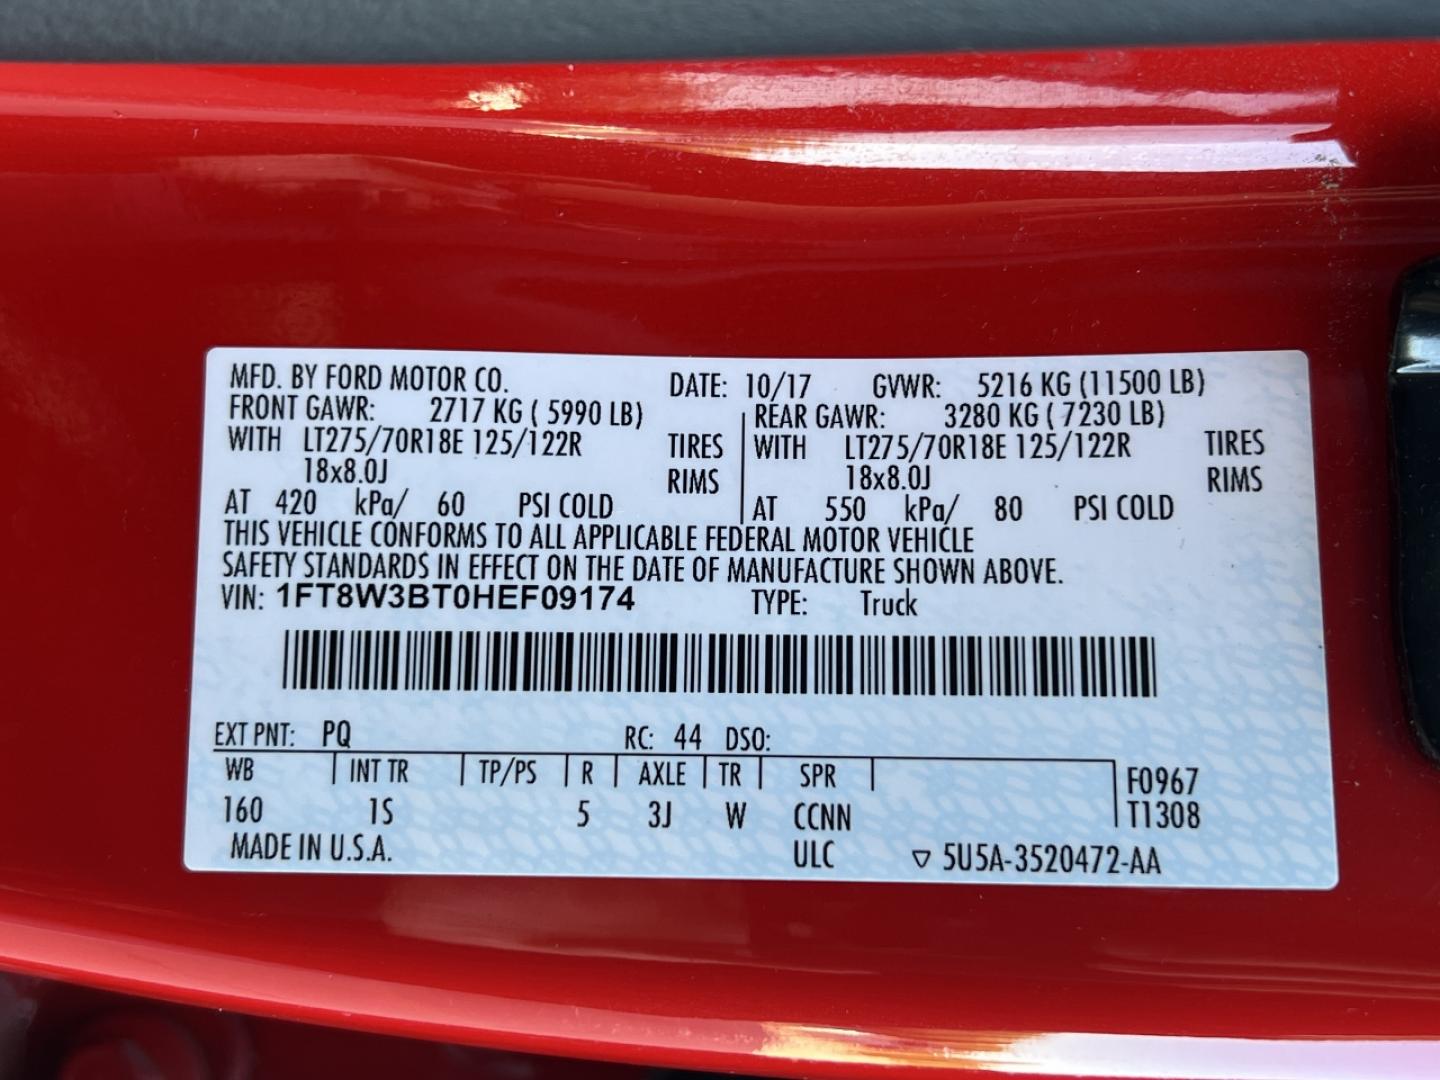 MFD. BY FORD MOTOR CO. DATE: 10/17 GVWR: 5216 KG (11500 LB)
FRONT GAWR: 2717 KG ( 5990 LB) REAR GAWR: 3280 KG ( 7230 LB)
WITH LT275/70R18E 125/122R TIRES WITH LT275/70R18E 125/122R TIRES
18x8.0J RIMS 18x8.0J RIMS
AT 420 kPa/ 60 PSI COLD AT 550 kPa/ 80 PSI COLD
THIS VEHICLE CONFORMS TO ALL APPLICABLE FEDERAL MOTOR VEHICLE
SAFETY STANDARDS IN EFFECT ON THE DATE OF MANUFACTURE SHOWN ABOVE.
VIN: 1FT8W3BT0HEF09174 TYPE: Truck
EXT PNT: PQ RC: 44 DSO:
WB INT TR TP/PS R AXLE TR SPR F0967
160 1S 5 3J W CCNN T1308
MADE IN U.S.A. ULC ▽ 5U5A-3520472-AA